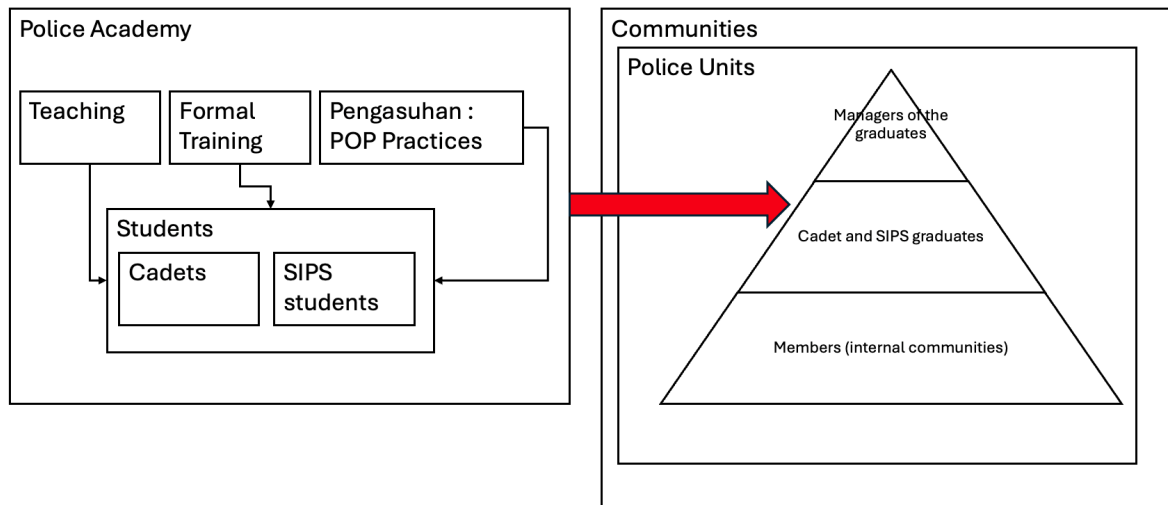 Police Academy
Teaching
Formal
Training
Pengasuhan :
POP Practices
Students
Cadets
SIPS
students
Communities
Police Units
Managers of the
graduates
Cadet and SIPS graduates
Members (internal communities)